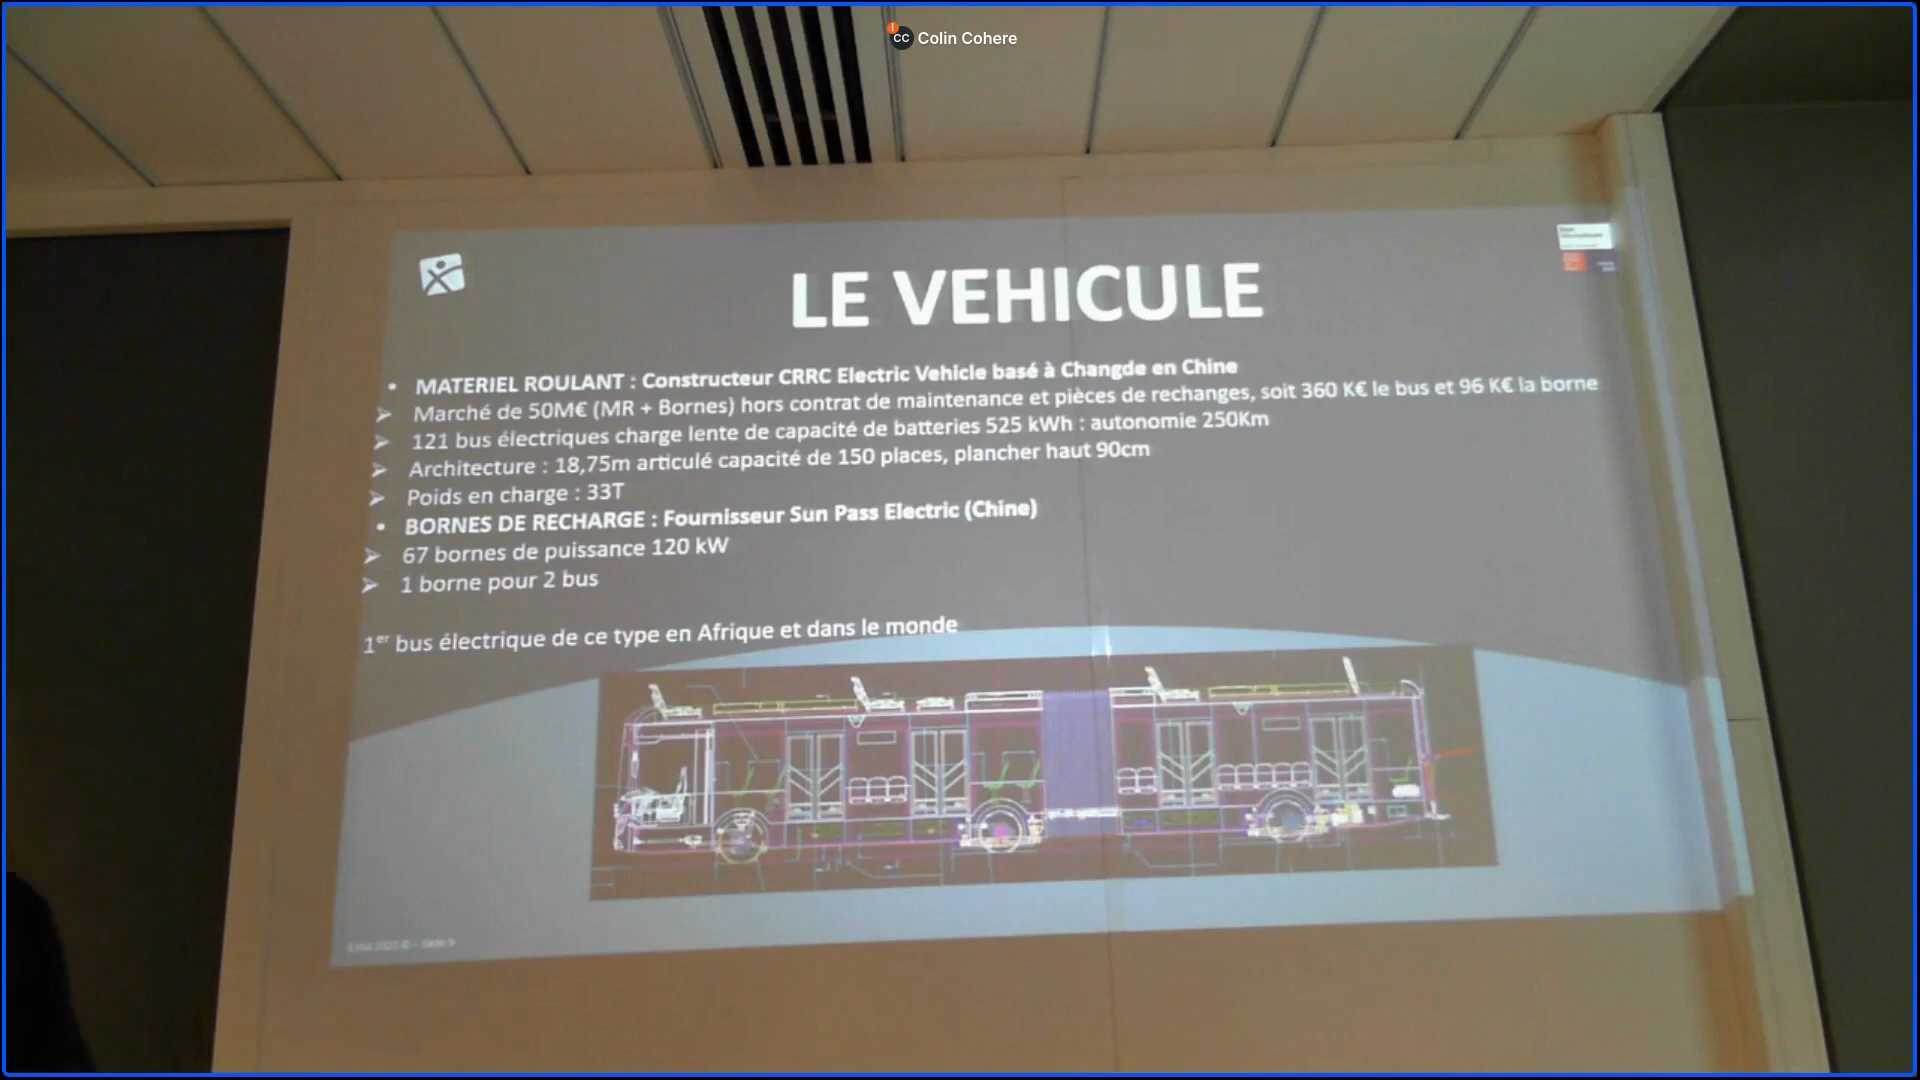 CC Colin Cohere
LE VEHICULE
• MATERIEL ROULANT : Constructeur CRRC Electric Vehicle basé à Changde en Chine
➢ Marché de 50M€ (MR + Bornes) hors contrat de maintenance et pièces de rechanges, soit 360 K€ le bus et 96 K€ la borne
➢ 121 bus électriques charge lente de capacité de batteries 525 kWh : autonomie 250Km
➢ Architecture : 18,75m articulé capacité de 150 places, plancher haut 90cm
➢ Poids en charge : 33T
• BORNES DE RECHARGE : Fournisseur Sun Pass Electric (Chine)
➢ 67 bornes de puissance 120 kW
➢ 1 borne pour 2 bus
1er bus électrique de ce type en Afrique et dans le monde
© - Slide 9